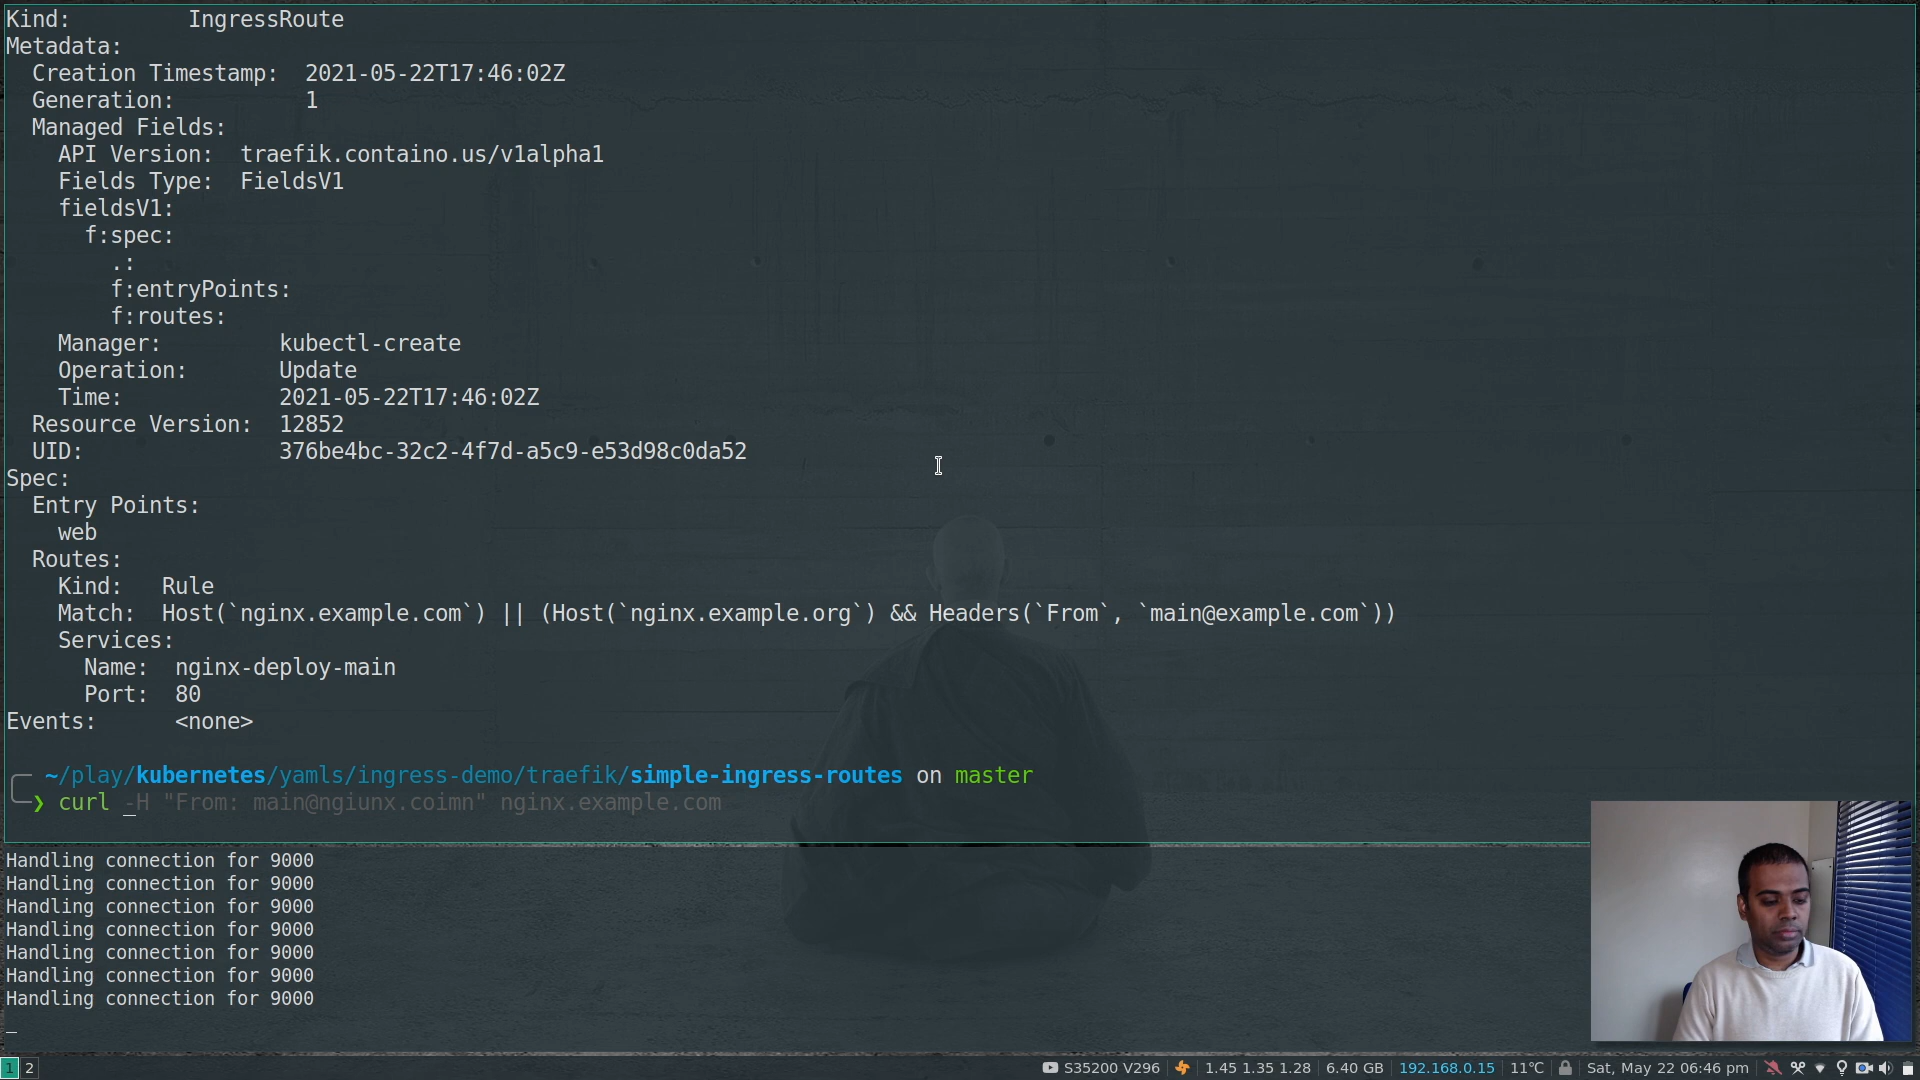 Kind:         IngressRoute
Metadata:
  Creation Timestamp:  2021-05-22T17:46:02Z
  Generation:          1
  Managed Fields:
    API Version:  traefik.containo.us/v1alpha1
    Fields Type:  FieldsV1
    fieldsV1:
      f:spec:
        .:
        f:entryPoints:
        f:routes:
    Manager:         kubectl-create
    Operation:       Update
    Time:            2021-05-22T17:46:02Z
  Resource Version:  12852
  UID:               376be4bc-32c2-4f7d-a5c9-e53d98c0da52
Spec:
  Entry Points:
    web
  Routes:
    Kind:   Rule
    Match:  Host(`nginx.example.com`) || (Host(`nginx.example.org`) && Headers(`From`, `main@example.com`))
    Services:
      Name:  nginx-deploy-main
      Port:  80
Events:      <none>
~/play/kubernetes/yamls/ingress-demo/traefik/simple-ingress-routes on master
❯ curl -H "From: main@ngiunx.coimn" nginx.example.com
Handling connection for 9000
Handling connection for 9000
Handling connection for 9000
Handling connection for 9000
Handling connection for 9000
Handling connection for 9000
Handling connection for 9000
1 2 S35200 V296 1.45 1.35 1.28 6.40 GB 192.168.0.15 11°C Sat, May 22 06:46 pm